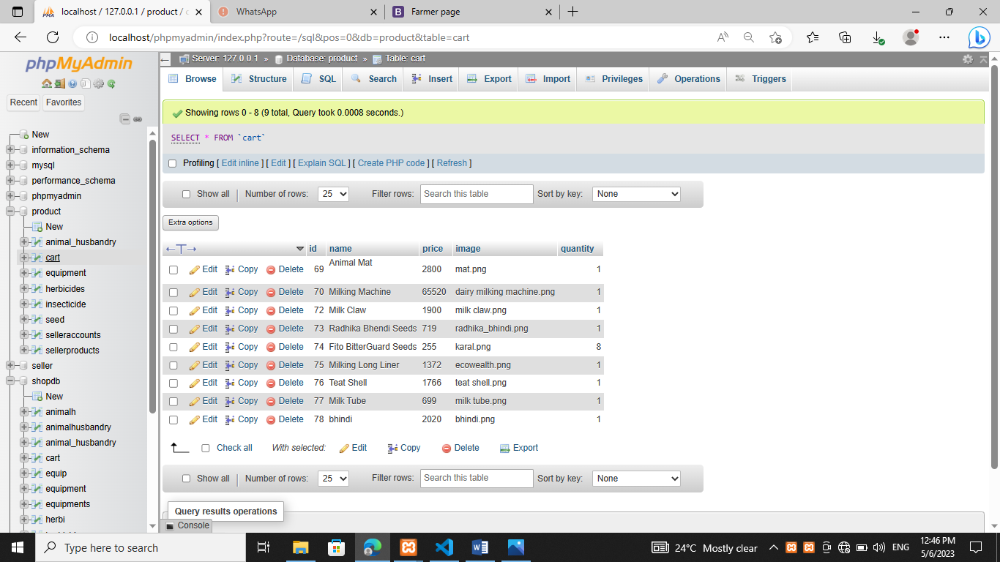 localhost / 127.0.0.1 / product / c
WhatsApp
Farmer page
localhost/phpmyadmin/index.php?route=/sql&pos=0&db=product&table=cart
phpMyAdmin
Recent
Favorites
New
information_schema
mysql
performance_schema
phpmyadmin
product
New
animal_husbandry
cart
equipment
herbicides
insecticide
seed
selleraccounts
sellerproducts
seller
shopdb
New
animalh
animalhusbandry
animal_husbandry
cart
equip
equipment
equipments
herbi
Server: 127.0.0.1 » Database: product » Table: cart
Browse Structure SQL Search Insert Export Import Privileges Operations Triggers
Showing rows 0 - 8 (9 total, Query took 0.0008 seconds.)
SELECT * FROM `cart`
Profiling [ Edit inline ] [ Edit ] [ Explain SQL ] [ Create PHP code ] [ Refresh ]
Show all | Number of rows: 25 Filter rows: Search this table Sort by key: None
Extra options
←T→ id name price image quantity
Edit Copy Delete 69 Animal Mat 2800 mat.png 1
Edit Copy Delete 70 Milking Machine 65520 dairy milking machine.png 1
Edit Copy Delete 72 Milk Claw 1900 milk claw.png 1
Edit Copy Delete 73 Radhika Bhendi Seeds 719 radhika_bhindi.png 1
Edit Copy Delete 74 Fito BitterGuard Seeds 255 karal.png 8
Edit Copy Delete 75 Milking Long Liner 1372 ecowealth.png 1
Edit Copy Delete 76 Teat Shell 1766 teat shell.png 1
Edit Copy Delete 77 Milk Tube 699 milk tube.png 1
Edit Copy Delete 78 bhindi 2020 bhindi.png 1
Check all With selected: Edit Copy Delete Export
Show all | Number of rows: 25 Filter rows: Search this table Sort by key: None
Query results operations
Console
Type here to search
24°C Mostly clear
ENG
12:46 PM
5/6/2023